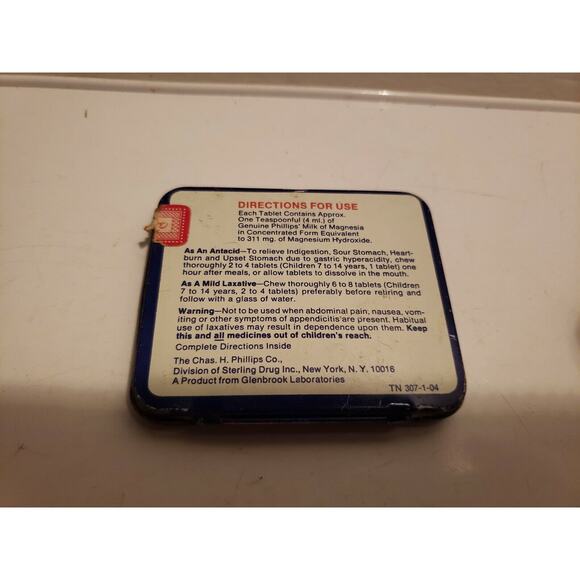 DIRECTIONS FOR USE
Each Tablet Contains Approx.
One Teaspoonful (4 ml.) of
Genuine Phillips' Milk of Magnesia
in Concentrated Form Equivalent
to 311 mg. of Magnesium Hydroxide.
As An Antacid—To relieve Indigestion, Sour Stomach, Heart-
burn and Upset Stomach due to gastric hyperacidity, chew
thoroughly 2 to 4 tablets (Children 7 to 14 years, 1 tablet) one
hour after meals, or allow tablets to dissolve in the mouth.
As A Mild Laxative—Chew thoroughly 6 to 8 tablets (Children
7 to 14 years, 2 to 4 tablets) preferably before retiring and
follow with a glass of water.
Warning—Not to be used when abdominal pain, nausea, vom-
iting or other symptoms of appendicitis are present. Habitual
use of laxatives may result in dependence upon them. Keep
this and all medicines out of children's reach.
Complete Directions Inside
The Chas. H. Phillips Co.,
Division of Sterling Drug Inc., New York, N. Y. 10016
A Product from Glenbrook Laboratories
TN 307-1-04